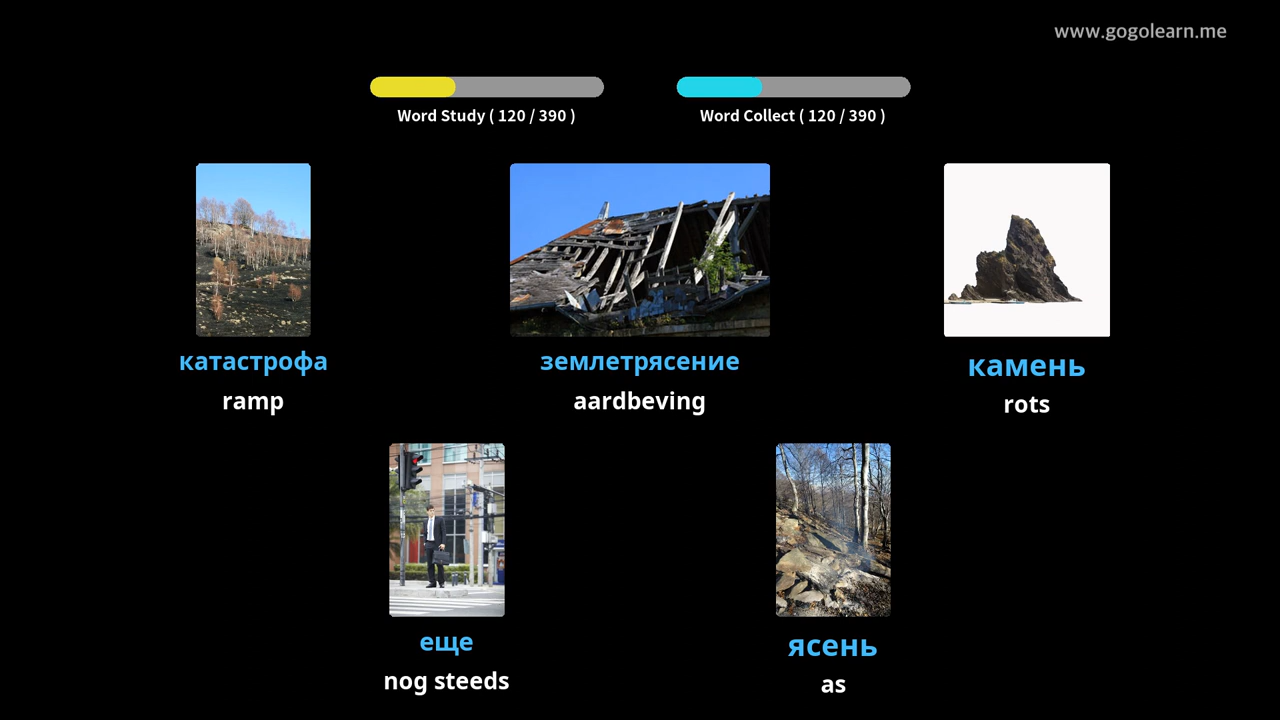 www.gogolearn.me
Word Study ( 120 / 390 )
Word Collect ( 120 / 390 )
катастрофа
ramp
землетрясение
aardbeving
камень
rots
еще
nog steeds
ясень
as